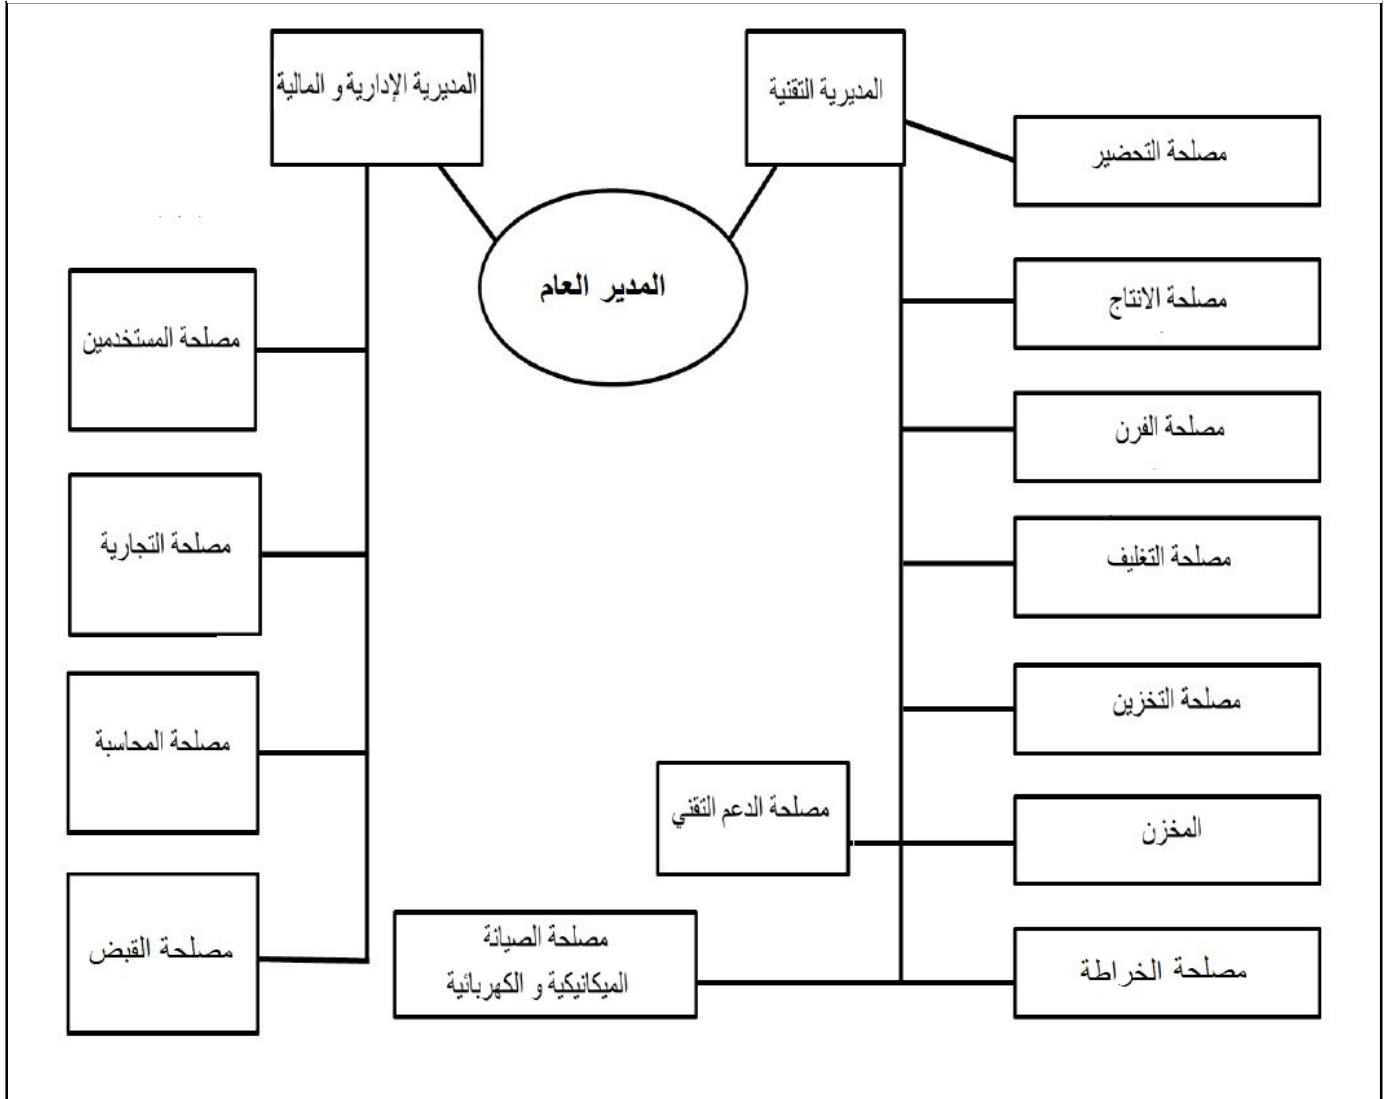 المديرية التقنية
المديرية الإدارية و المالية
مصلحة التحضير
المدير العام
مصلحة الانتاج
مصلحة المستخدمين
مصلحة الفرن
مصلحة التجارية
مصلحة التغليف
مصلحة التخزين
مصلحة المحاسبة
المخزن
مصلحة الدعم التقني
مصلحة الخراطة
مصلحة الصيانة
الميكانيكية و الكهربائية
مصلحة القبض